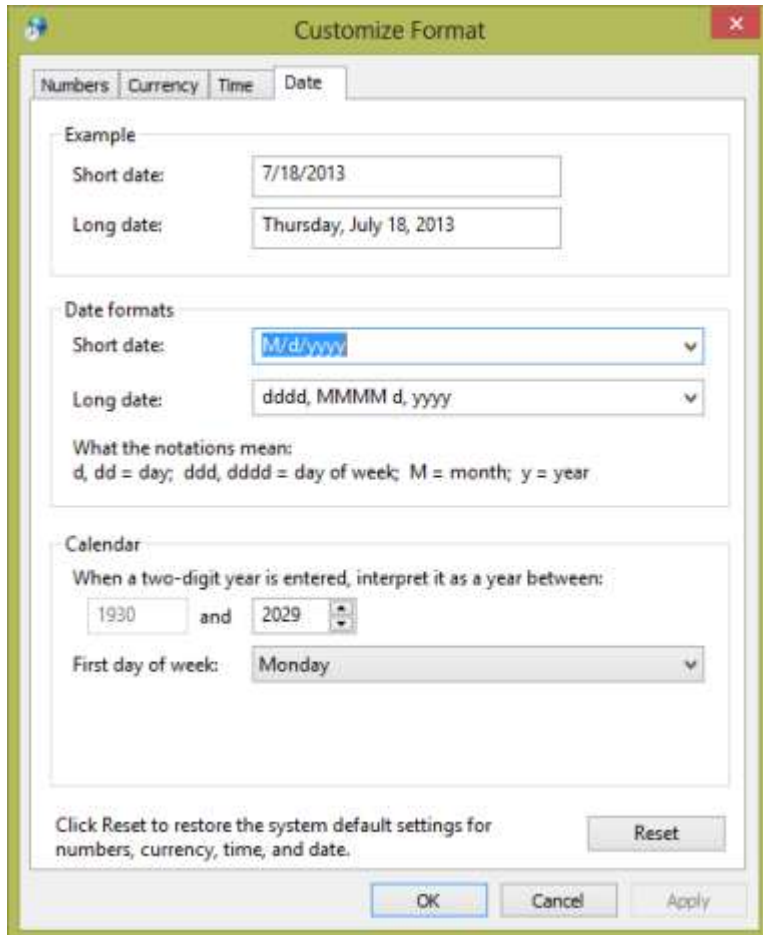 Customize Format
Numbers Currency Time Date
Example
Short date: 7/18/2013
Long date: Thursday, July 18, 2013
Date formats
Short date: M/d/yyyy
Long date: dddd, MMMM d, yyyy
What the notations mean:
d, dd = day; ddd, dddd = day of week; M = month; y = year
Calendar
When a two-digit year is entered, interpret it as a year between:
1930 and 2029
First day of week: Monday
Click Reset to restore the system default settings for
numbers, currency, time, and date.
Reset
OK Cancel Apply